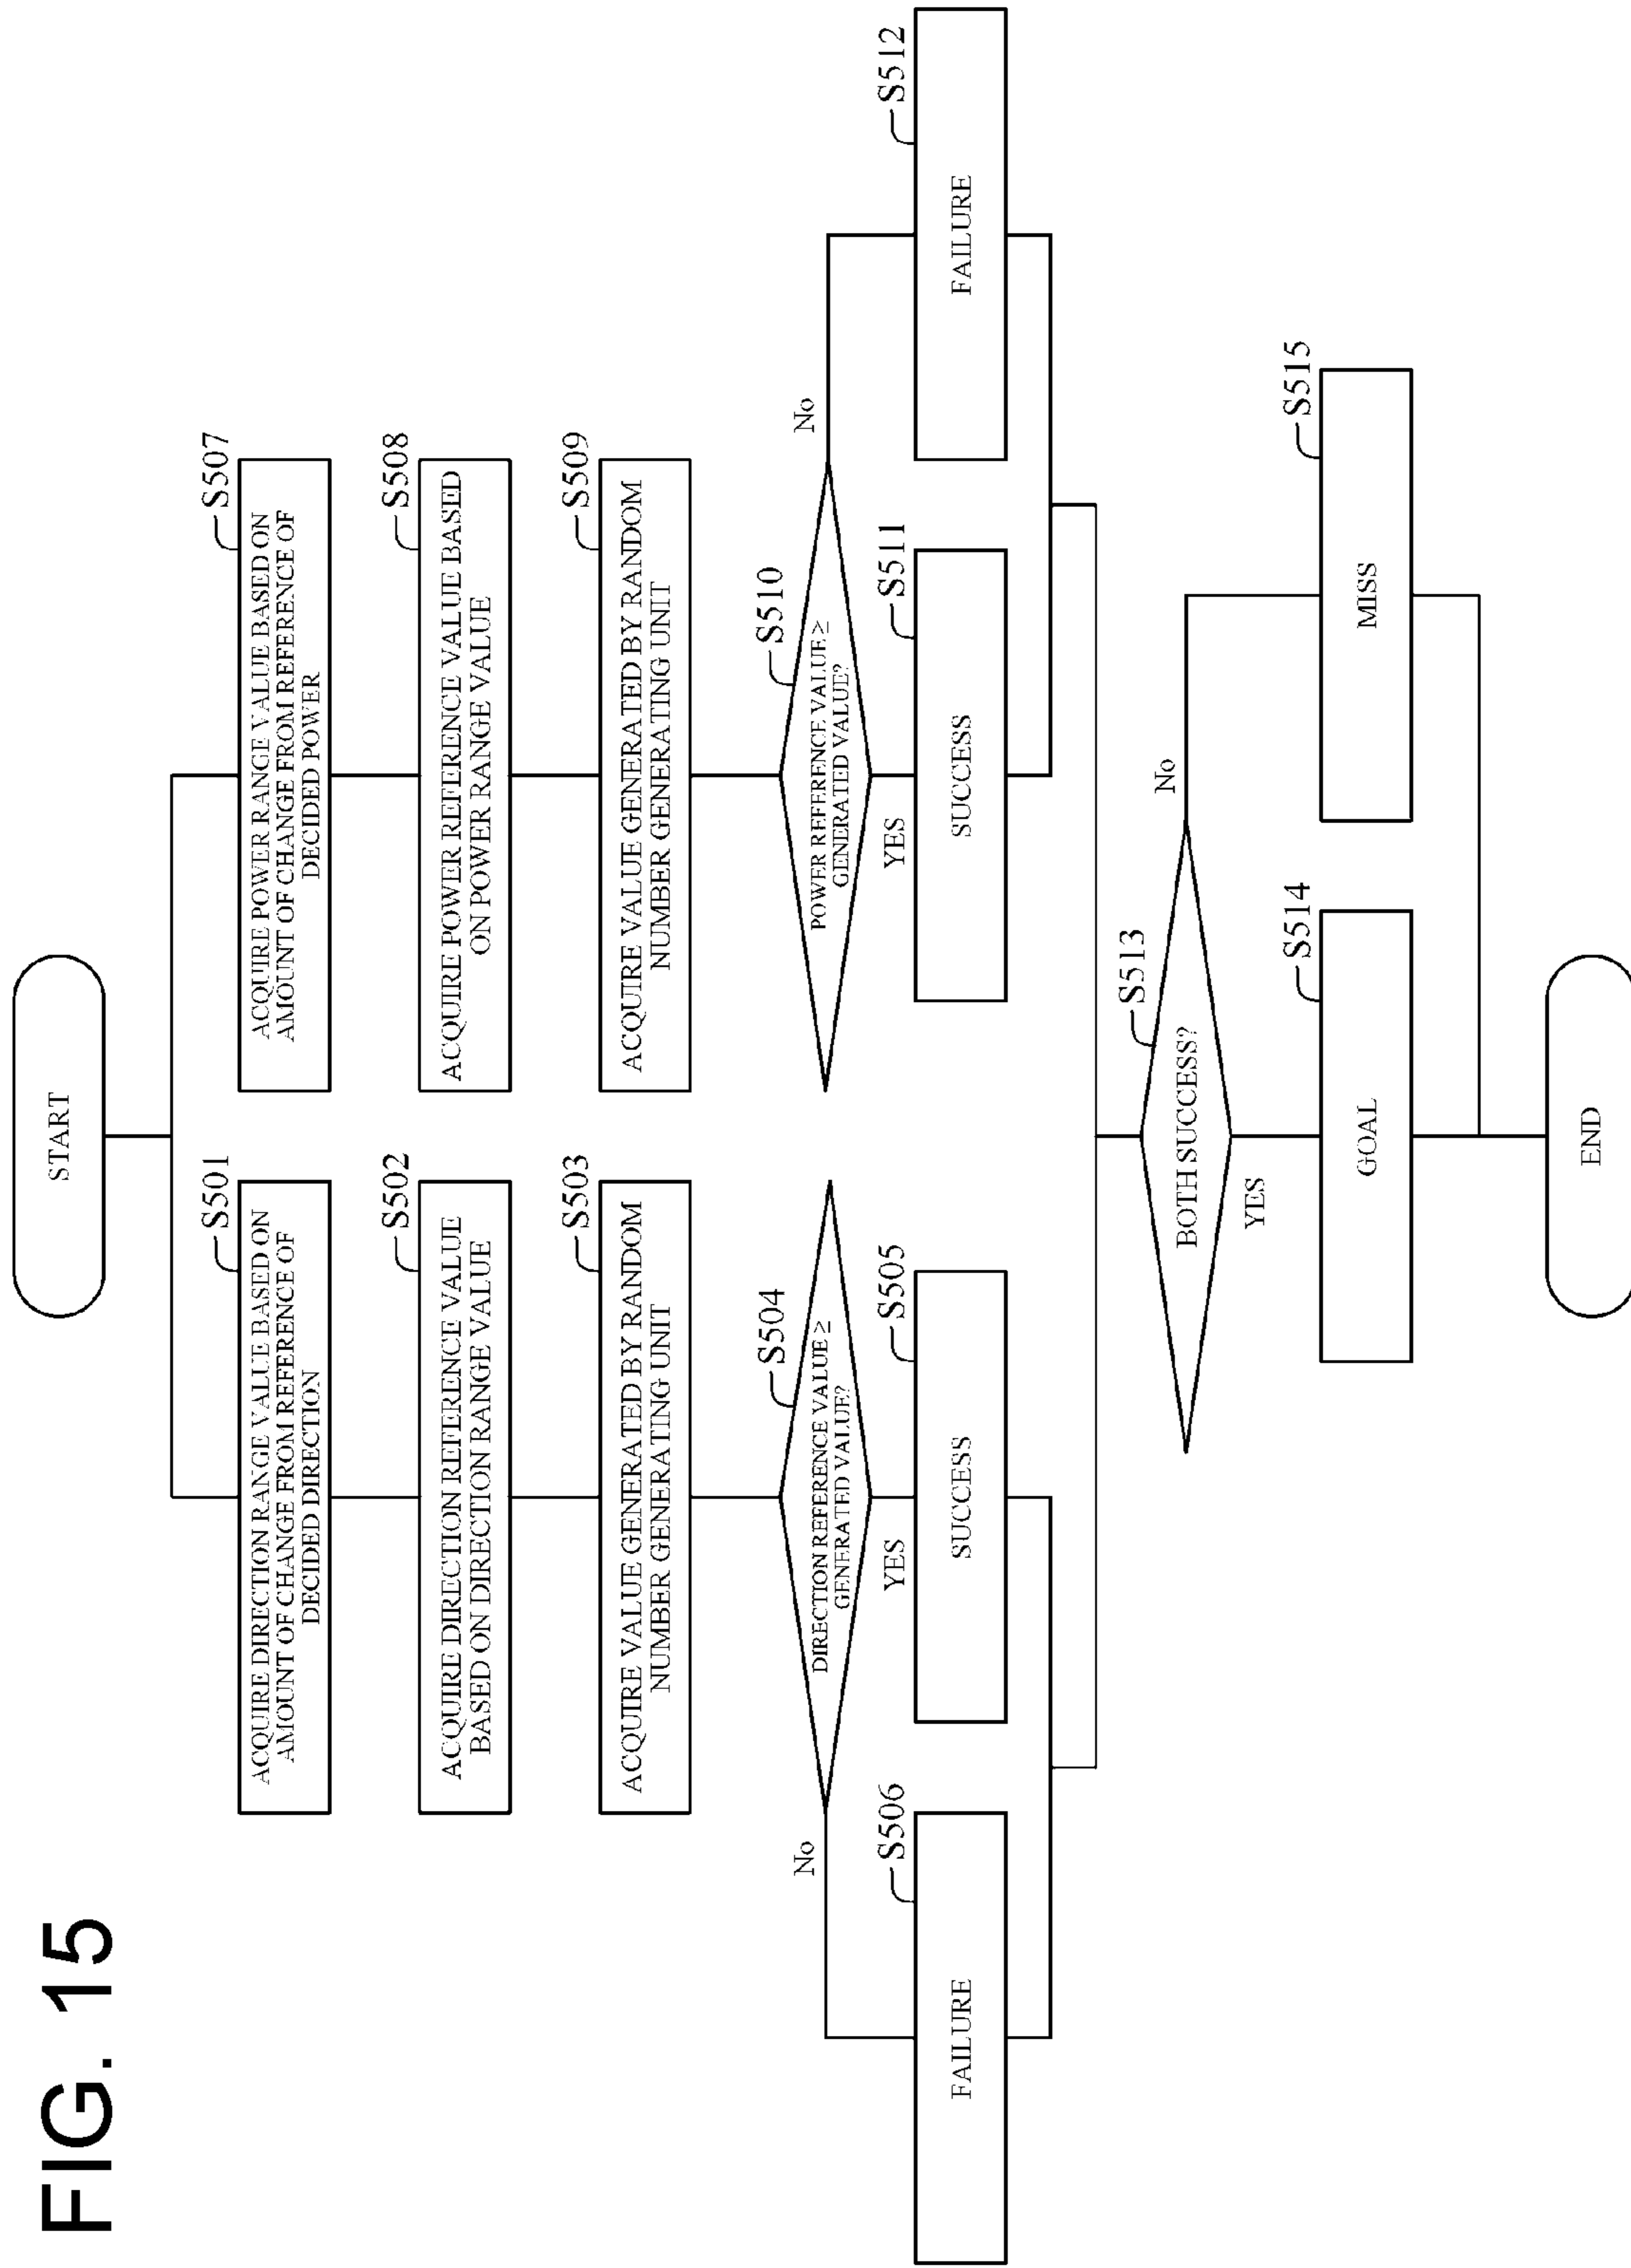 FIG. 15
START
S501
ACQUIRE DIRECTION RANGE VALUE BASED ON
AMOUNT OF CHANGE FROM REFERENCE OF
DECIDED DIRECTION
S502
ACQUIRE DIRECTION REFERENCE VALUE
BASED ON DIRECTION RANGE VALUE
S503
ACQUIRE VALUE GENERATED BY RANDOM
NUMBER GENERATING UNIT
S504
DIRECTION REFERENCE VALUE ≥
GENERATED VALUE?
No
YES
S506
FAILURE
S505
SUCCESS
S507
ACQUIRE POWER RANGE VALUE BASED ON
AMOUNT OF CHANGE FROM REFERENCE OF
DECIDED POWER
S508
ACQUIRE POWER REFERENCE VALUE BASED
ON POWER RANGE VALUE
S509
ACQUIRE VALUE GENERATED BY RANDOM
NUMBER GENERATING UNIT
S510
POWER REFERENCE VALUE ≥
GENERATED VALUE?
No
YES
S511
SUCCESS
S512
FAILURE
S513
BOTH SUCCESS?
No
YES
S514
GOAL
S515
MISS
END